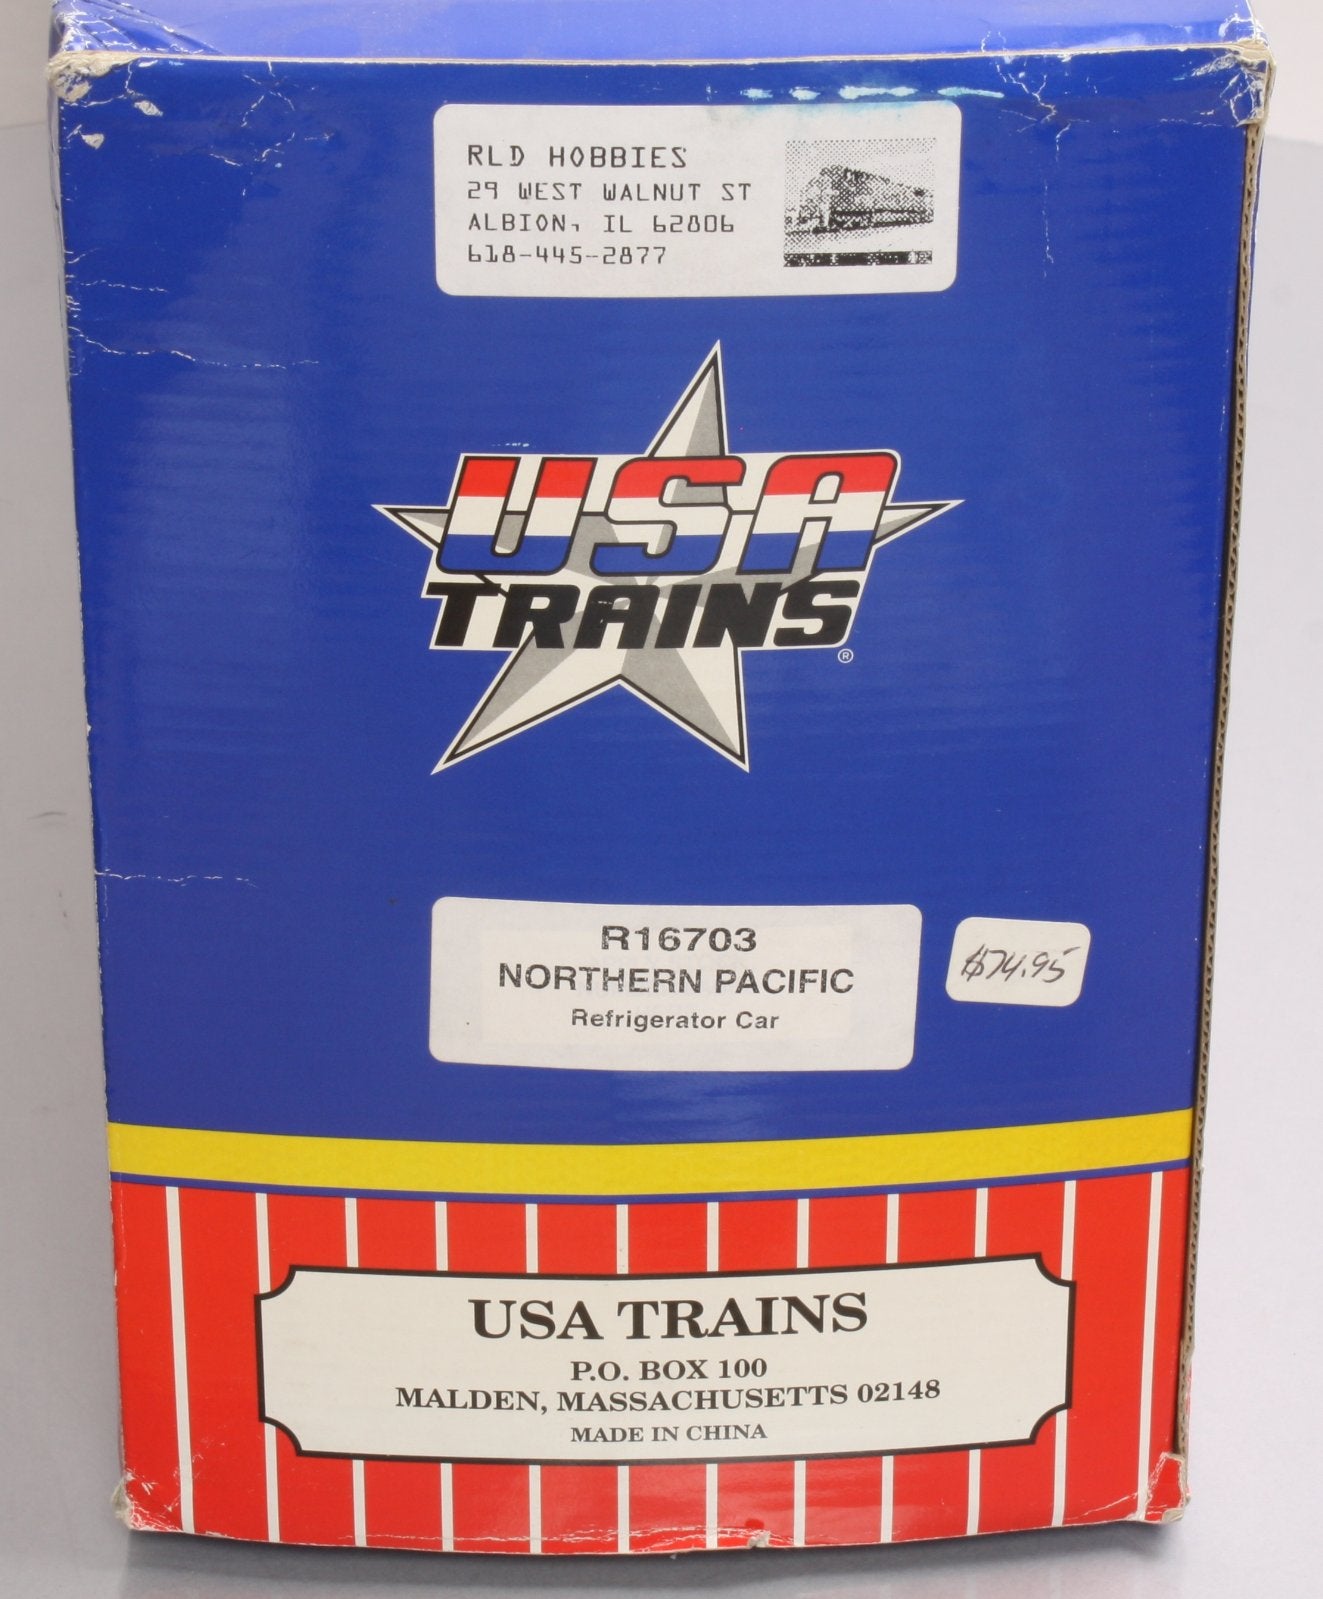 RLD HOBBIES
29 WEST WALNUT ST
ALBION, IL 62806
618-445-2877
USA
TRAINS
®
R16703
NORTHERN PACIFIC
Refrigerator Car
$74.95
USA TRAINS
P.O. BOX 100
MALDEN, MASSACHUSETTS 02148
MADE IN CHINA